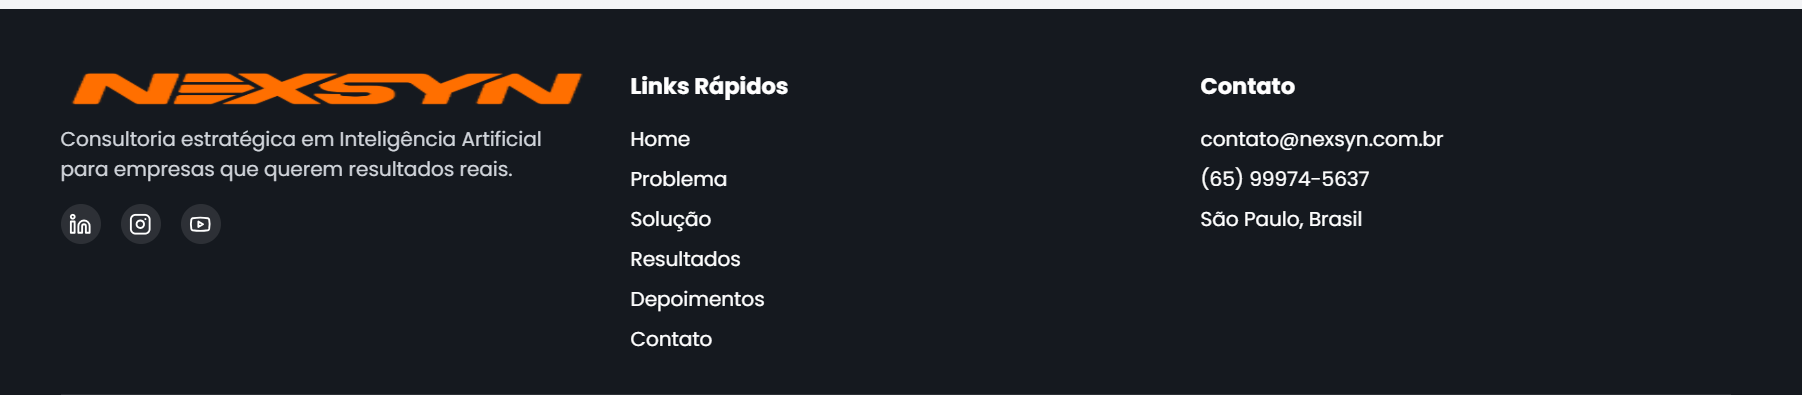 NEXSYN
Consultoria estratégica em Inteligência Artificial
para empresas que querem resultados reais.
Links Rápidos
Home
Problema
Solução
Resultados
Depoimentos
Contato
Contato
contato@nexsyn.com.br
(65) 99974-5637
São Paulo, Brasil